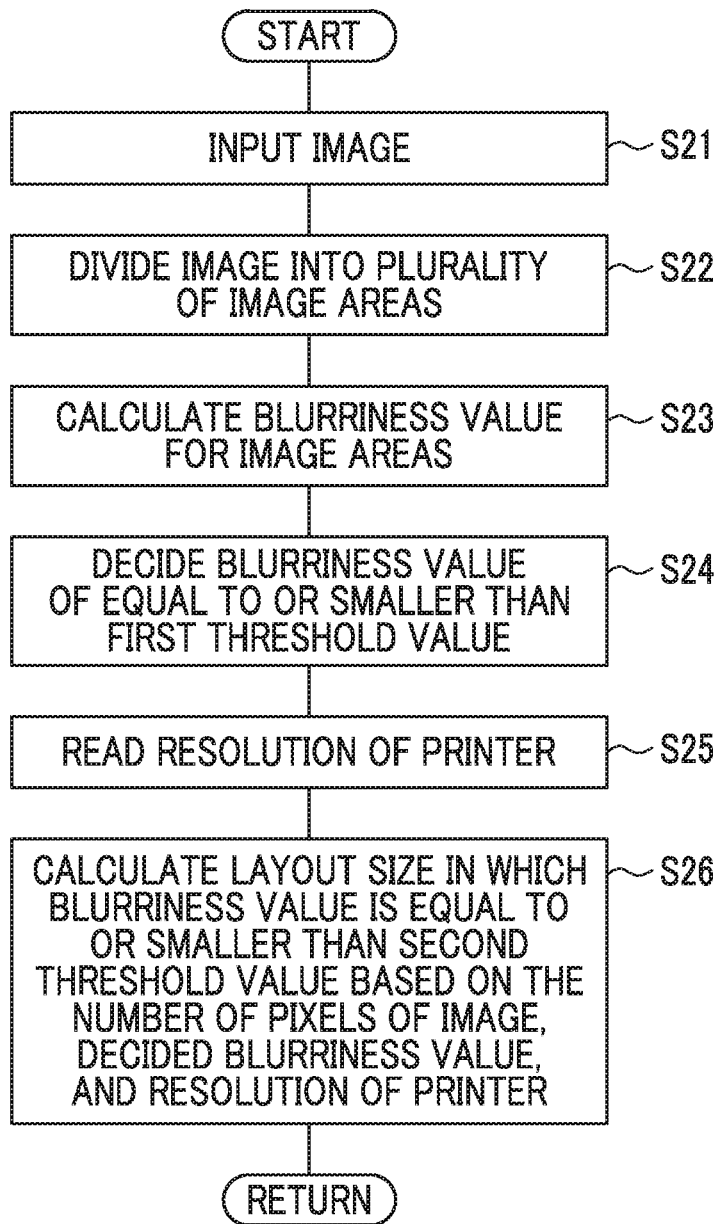 START
INPUT IMAGE
S21
DIVIDE IMAGE INTO PLURALITY
OF IMAGE AREAS
S22
CALCULATE BLURRINESS VALUE
FOR IMAGE AREAS
S23
DECIDE BLURRINESS VALUE
OF EQUAL TO OR SMALLER THAN
FIRST THRESHOLD VALUE
S24
READ RESOLUTION OF PRINTER
S25
CALCULATE LAYOUT SIZE IN WHICH
BLURRINESS VALUE IS EQUAL TO
OR SMALLER THAN SECOND
THRESHOLD VALUE BASED ON THE
NUMBER OF PIXELS OF IMAGE,
DECIDED BLURRINESS VALUE,
AND RESOLUTION OF PRINTER
S26
RETURN